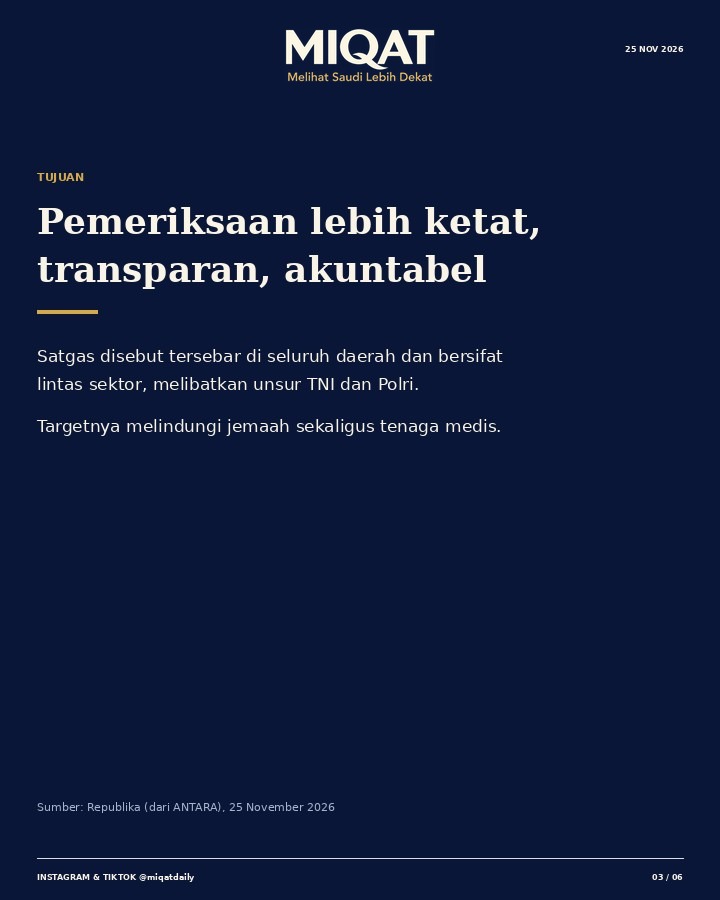 MIQAT
Melihat Saudi Lebih Dekat
25 NOV 2026
TUJUAN
Pemeriksaan lebih ketat,
transparan, akuntabel
Satgas disebut tersebar di seluruh daerah dan bersifat
lintas sektor, melibatkan unsur TNI dan Polri.
Targetnya melindungi jemaah sekaligus tenaga medis.
Sumber: Republika (dari ANTARA), 25 November 2026
INSTAGRAM & TIKTOK @miqatdaily
03 / 06